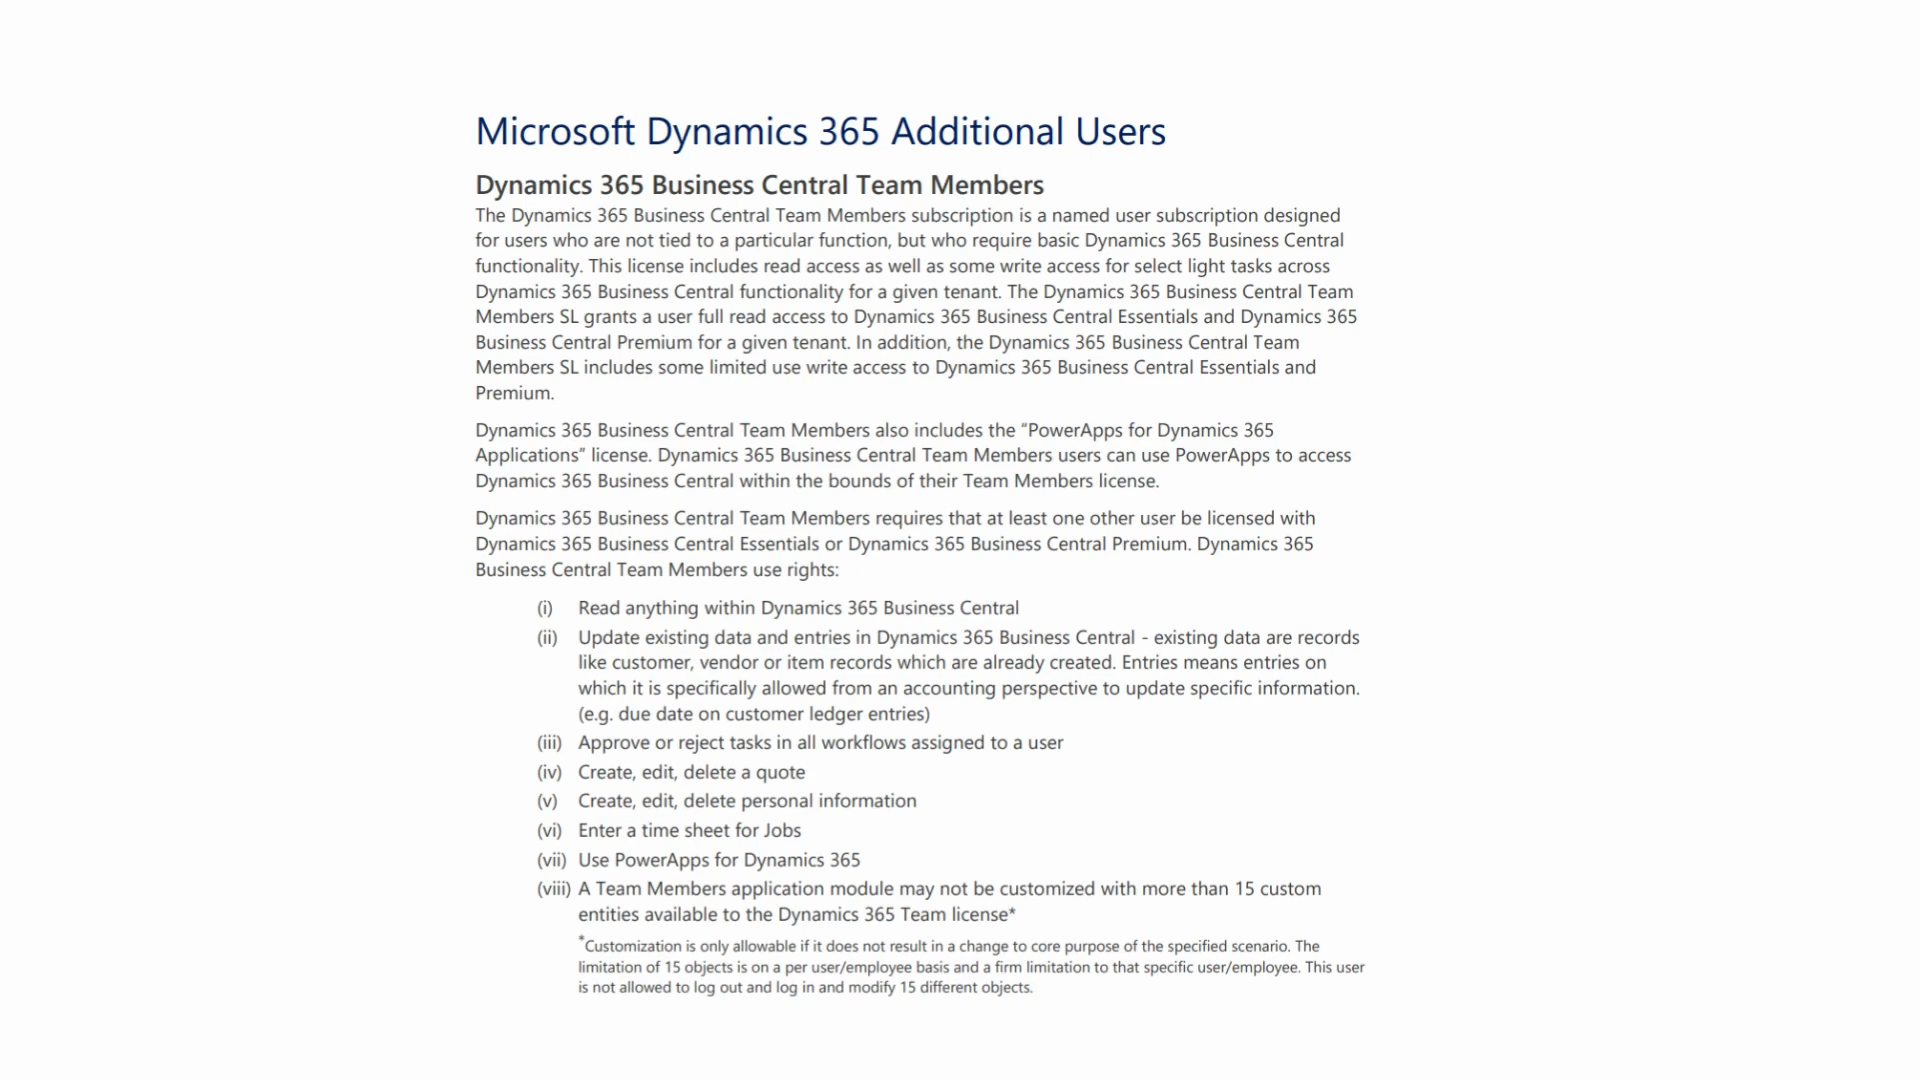 Microsoft Dynamics 365 Additional Users
Dynamics 365 Business Central Team Members
The Dynamics 365 Business Central Team Members subscription is a named user subscription designed
for users who are not tied to a particular function, but who require basic Dynamics 365 Business Central
functionality. This license includes read access as well as some write access for select light tasks across
Dynamics 365 Business Central functionality for a given tenant. The Dynamics 365 Business Central Team
Members SL grants a user full read access to Dynamics 365 Business Central Essentials and Dynamics 365
Business Central Premium for a given tenant. In addition, the Dynamics 365 Business Central Team
Members SL includes some limited use write access to Dynamics 365 Business Central Essentials and
Premium.
Dynamics 365 Business Central Team Members also includes the “PowerApps for Dynamics 365
Applications” license. Dynamics 365 Business Central Team Members users can use PowerApps to access
Dynamics 365 Business Central within the bounds of their Team Members license.
Dynamics 365 Business Central Team Members requires that at least one other user be licensed with
Dynamics 365 Business Central Essentials or Dynamics 365 Business Central Premium. Dynamics 365
Business Central Team Members use rights:
(i) Read anything within Dynamics 365 Business Central
(ii) Update existing data and entries in Dynamics 365 Business Central - existing data are records
like customer, vendor or item records which are already created. Entries means entries on
which it is specifically allowed from an accounting perspective to update specific information.
(e.g. due date on customer ledger entries)
(iii) Approve or reject tasks in all workflows assigned to a user
(iv) Create, edit, delete a quote
(v) Create, edit, delete personal information
(vi) Enter a time sheet for Jobs
(vii) Use PowerApps for Dynamics 365
(viii) A Team Members application module may not be customized with more than 15 custom
entities available to the Dynamics 365 Team license*
*Customization is only allowable if it does not result in a change to core purpose of the specified scenario. The
limitation of 15 objects is on a per user/employee basis and a firm limitation to that specific user/employee. This user
is not allowed to log out and log in and modify 15 different objects.